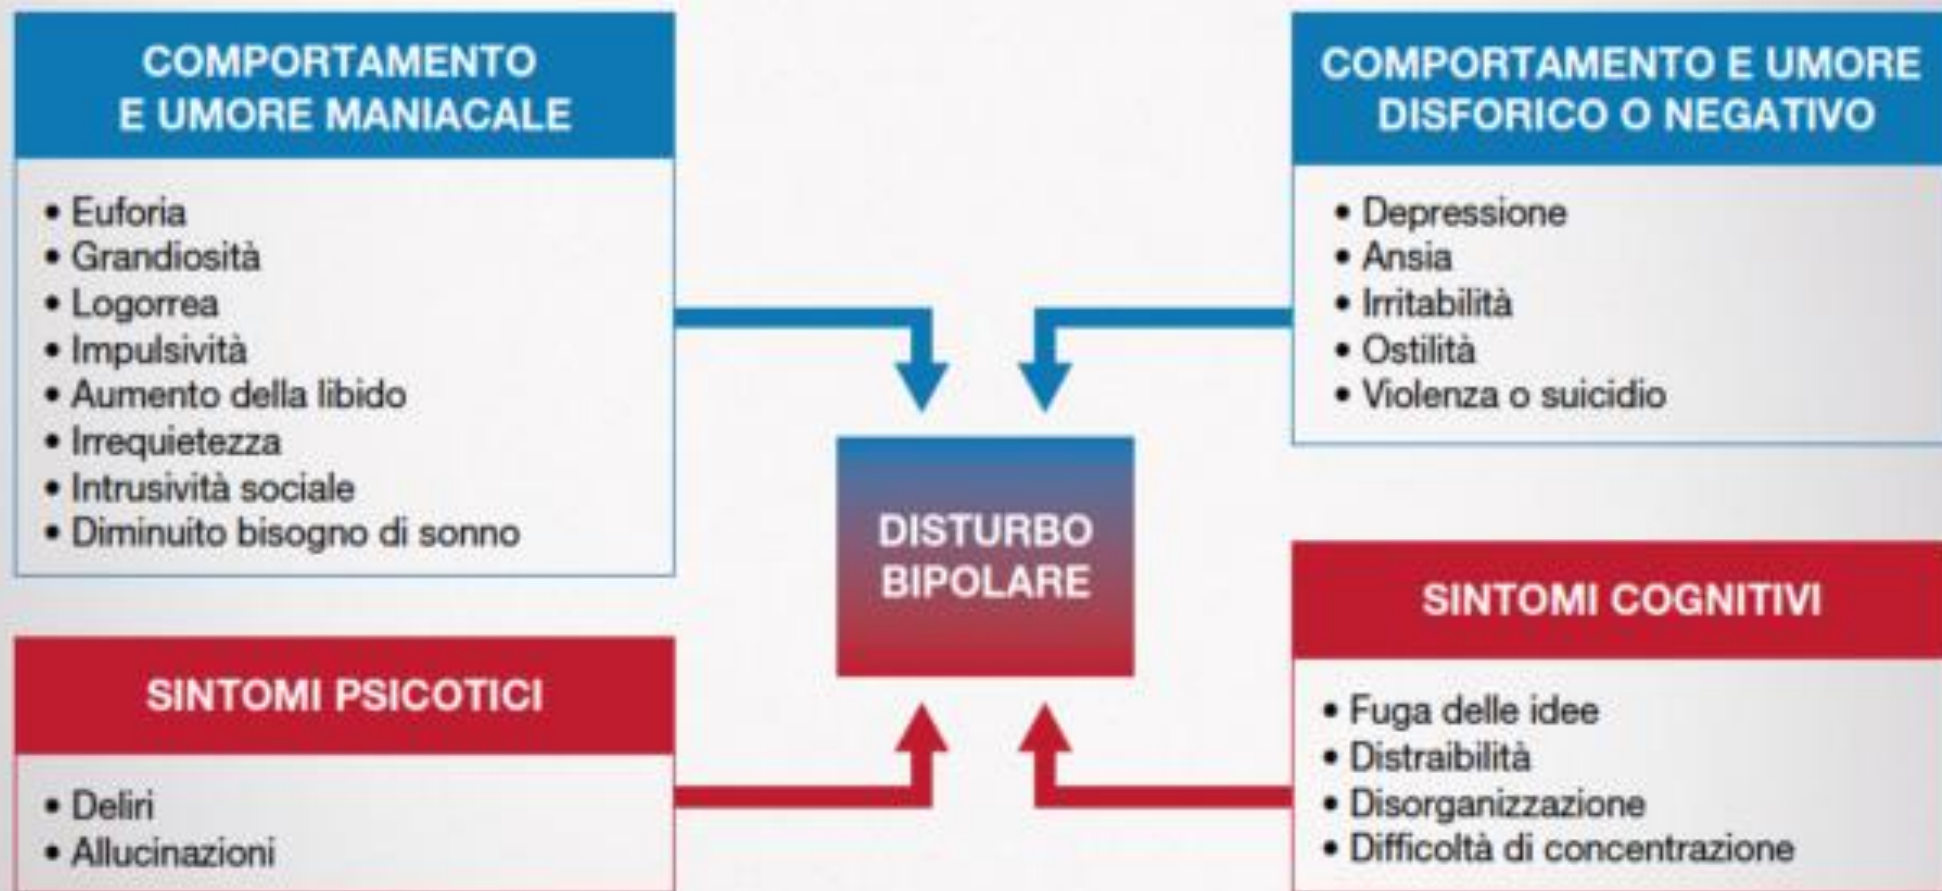 COMPORTAMENTO
E UMORE MANIACALE
• Euforia
• Grandiosità
• Logorrea
• Impulsività
• Aumento della libido
• Irrequietezza
• Intrusività sociale
• Diminuito bisogno di sonno
COMPORTAMENTO E UMORE
DISFORICO O NEGATIVO
• Depressione
• Ansia
• Irritabilità
• Ostilità
• Violenza o suicidio
DISTURBO
BIPOLARE
SINTOMI PSICOTICI
• Deliri
• Allucinazioni
SINTOMI COGNITIVI
• Fuga delle idee
• Distraibilità
• Disorganizzazione
• Difficoltà di concentrazione